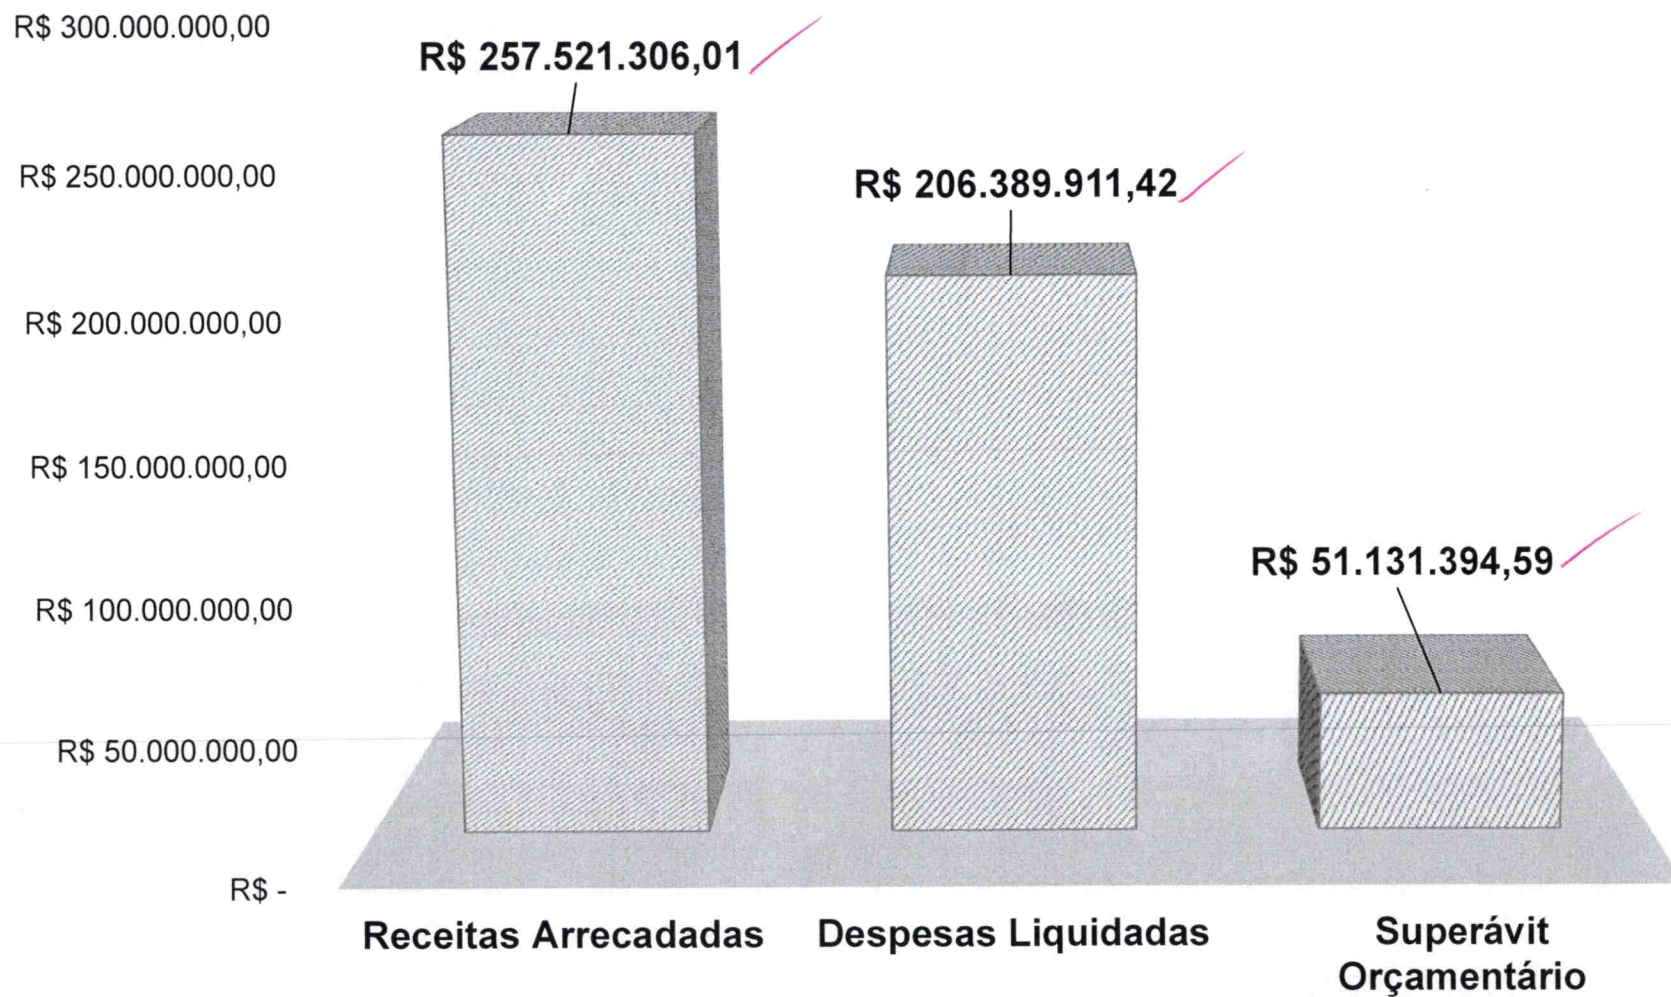 R$ 300.000.000,00
R$ 257.521.306,01
R$ 250.000.000,00
R$ 206.389.911,42
R$ 200.000.000,00
R$ 150.000.000,00
R$ 51.131.394,59
R$ 100.000.000,00
R$ 50.000.000,00
R$ -
Receitas Arrecadadas
Despesas Liquidadas
Superávit
Orçamentário